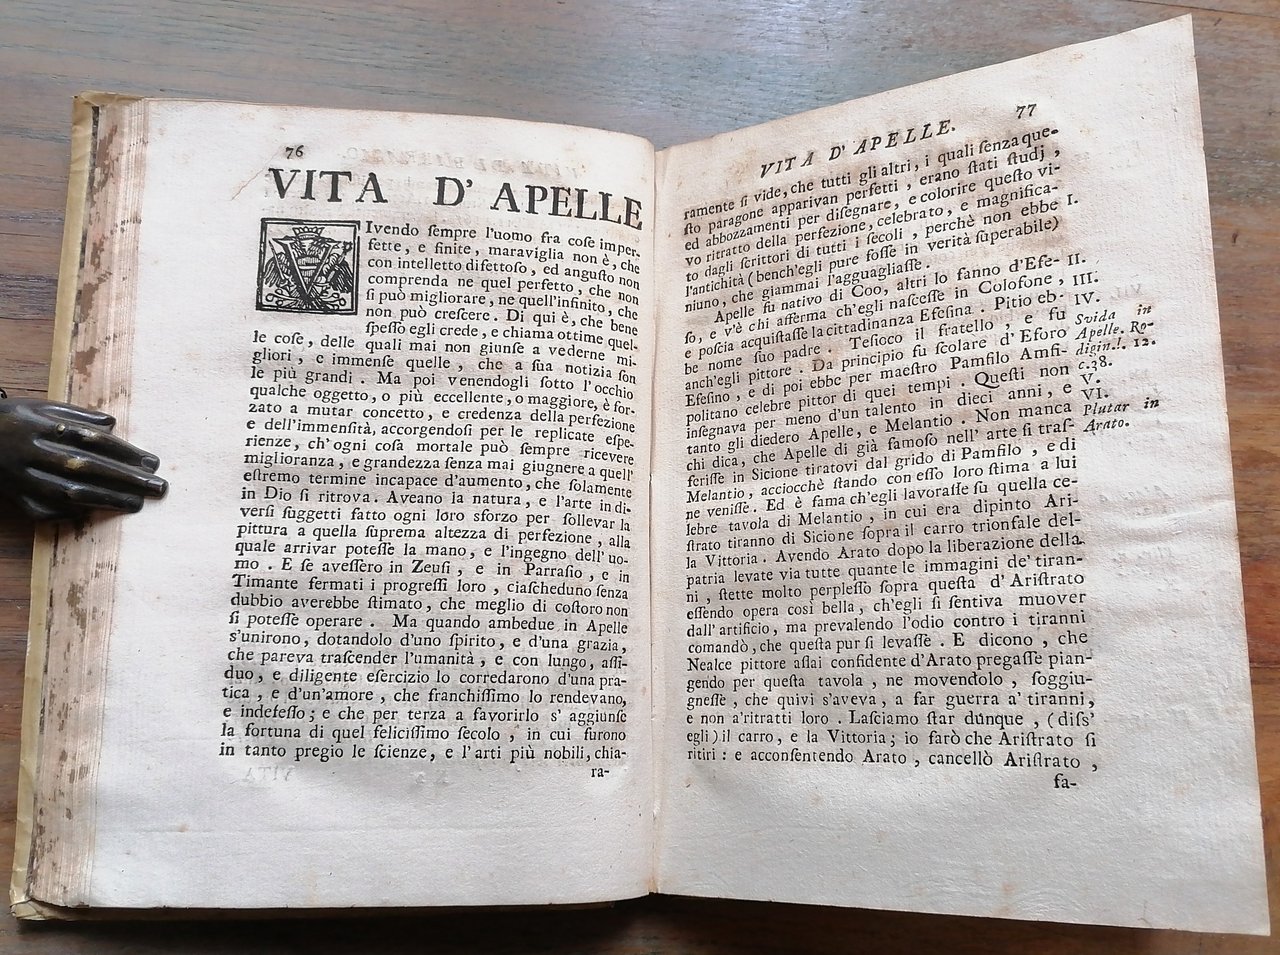 76
VITA D' APELLE
VIvendo ſempre l'uomo fra coſe imper-
fette, e finite, maraviglia non è, che
con intelletto difettoſo, ed anguſto non
comprenda ne quel perfetto, che non
ſi può migliorare, ne quell'infinito, che
non può creſcere. Di qui è, che bene
ſpeſſo egli crede, e chiama ottime quel-
le coſe, delle quali mai non giunſe a vederne mi-
gliori, e immenſe quelle, che a ſua notizia ſon
le più grandi. Ma poi venendogli ſotto l'occhio
qualche oggetto, o più eccellente, o maggiore, è for-
zato a mutar concetto, e credenza della perfezione
e dell'immenſità, accorgendoſi per le replicate eſpe-
rienze, ch'ogni coſa mortale può ſempre ricevere
miglioranza, e grandezza ſenza mai giugnere a quell'
eſtremo termine incapace d'aumento, che ſolamente
in Dio ſi ritrova. Aveano la natura, e l'arte in di-
verſi ſuggetti fatto ogni loro sforzo per ſollevar la
pittura a quella ſuprema altezza di perfezione, alla
quale arrivar poteſſe la mano, e l'ingegno dell' uo-
mo. E ſe aveſſero in Zeuſi, e in Parraſio, e in
Timante fermati i progreſſi loro, ciaſcheduno ſenza
dubbio averebbe ſtimato, che meglio di coſtoro non
ſi poteſſe operare. Ma quando ambedue in Apelle
s'unirono, dotandolo d'uno ſpirito, e d'una grazia,
che pareva traſcender l'umanità, e con lungo, aſſi-
duo, e diligente eſercizio lo corredarono d'una pra-
tica, e d'un'amore, che franchiſſimo lo rendevano,
e indefeſſo; e che per terza a favorirlo s' aggiunſe
la fortuna di quel feliciſſimo ſecolo, in cui furono
in tanto pregio le ſcienze, e l'arti più nobili, chia-
ra-
VITA D' APELLE. 77
ramente ſi vide, che tutti gli altri, i quali ſenza que-
ſto paragone apparivan perfetti, erano ſtati ſtudj,
ed abbozzamenti per diſegnare, e colorire queſto vi-
vo ritratto della perfezione, celebrato, e magnifica-
to dagli ſcrittori di tutti i ſecoli, perchè non ebbe I.
l'antichità (bench'egli pure foſſe in verità ſuperabile)
niuno, che giammai l'agguagliaſſe.
Apelle fu nativo di Coo, altri lo fanno d'Efe- II.
ſo, e v'è chi afferma ch'egli naſceſſe in Colofone, III.
e poſcia acquiſtaſſe la cittadinanza Efeſina. Pitio eb- IV.
be nome ſuo padre. Teſioco il fratello, e fu Svida in
anch'egli pittore. Da principio fu ſcolare d'Eforo Apelle. Ro-
Efeſino, e di poi ebbe per maeſtro Pamfilo Amfi- digin.l. 12.
politano celebre pittor di quei tempi. Queſti non c.38.
inſegnava per meno d'un talento in dieci anni, e V.
tanto gli diedero Apelle, e Melantio. Non manca VI.
chi dica, che Apelle di già famoſo nell' arte ſi traſ- Plutar in
feriſſe in Sicione tiratovi dal grido di Pamfilo, e di Arato.
Melantio, acciocchè ſtando con eſſo loro ſtima a lui
ne veniſſe. Ed è fama ch'egli lavoraſſe ſu quella ce-
lebre tavola di Melantio, in cui era dipinto Ari-
ſtrato tiranno di Sicione ſopra il carro trionfale del-
la Vittoria. Avendo Arato dopo la liberazione della
patria levate via tutte quante le immagini de' tiran-
ni, ſtette molto perpleſſo ſopra queſta d' Ariſtrato
eſſendo opera così bella, ch'egli ſi ſentiva muover
dall' artificio, ma prevalendo l'odio contro i tiranni
comandò, che queſta pur ſi levaſſe. E dicono, che
Nealce pittore aſſai confidente d'Arato pregaſſe pian-
gendo per queſta tavola, ne movendolo, ſoggiu-
gneſſe, che quivi s'aveva, a far guerra a' tiranni,
e non a'ritratti loro. Laſciamo ſtar dunque, (diſs'
egli) il carro, e la Vittoria; io farò che Ariſtrato ſi
ritiri: e acconſentendo Arato, cancellò Ariſtrato,
fa-